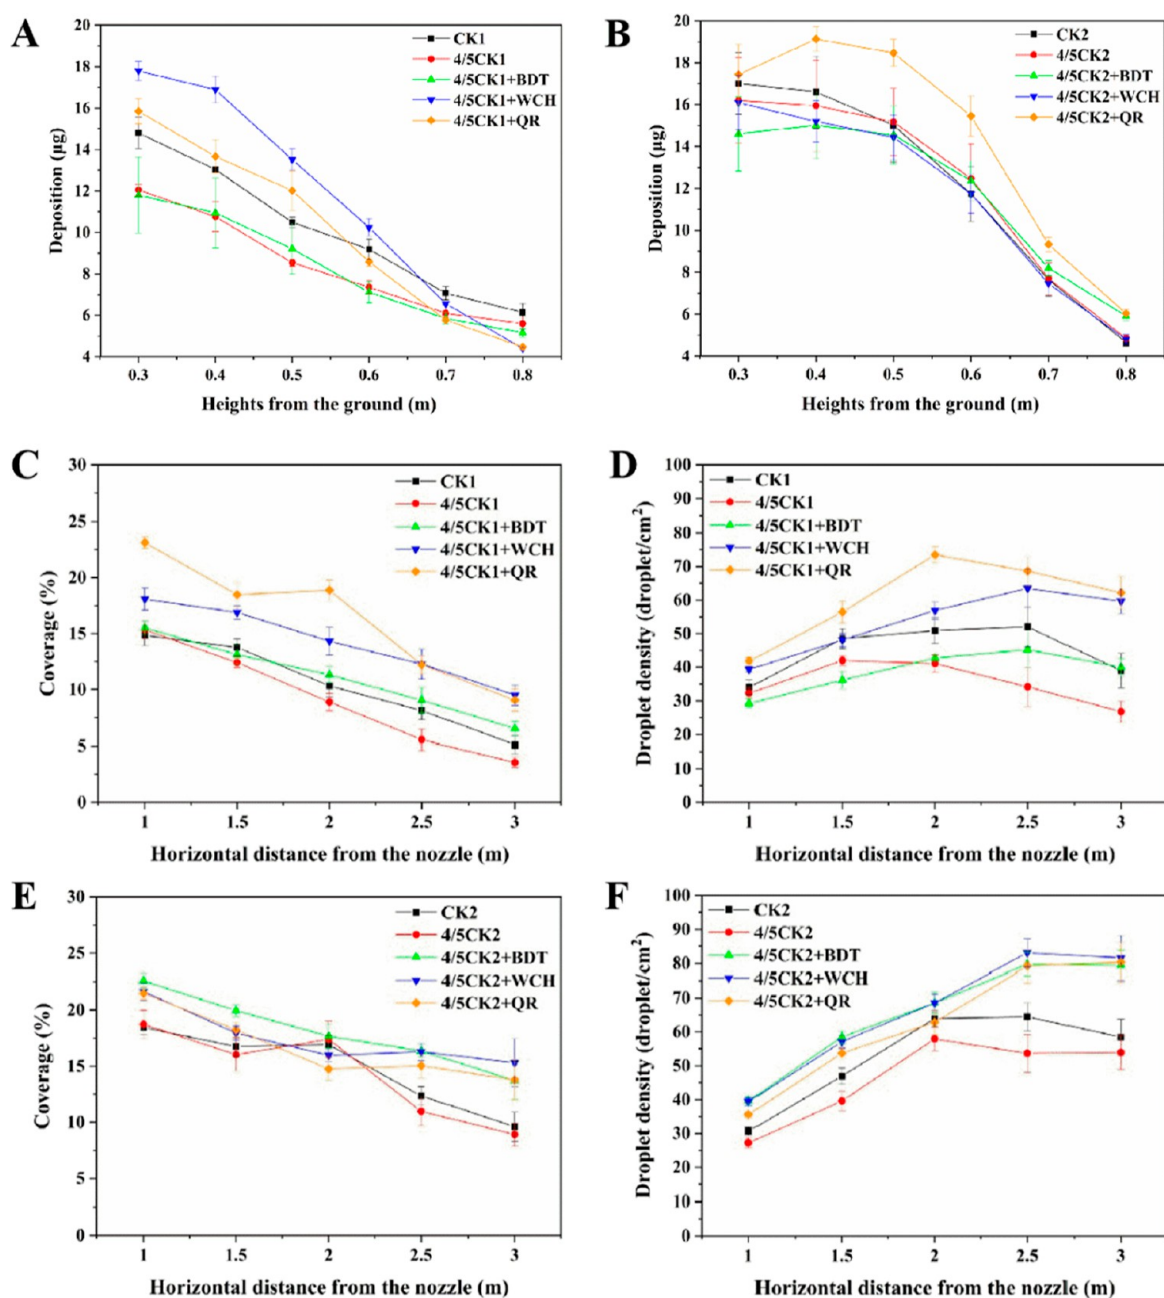 A
20
18
16
14
12
10
8
6
4
Deposition (μg)
CK1
4/5CK1
4/5CK1+BDT
4/5CK1+WCH
4/5CK1+QR
0.3 0.4 0.5 0.6 0.7 0.8
Heights from the ground (m)
B
20
18
16
14
12
10
8
6
4
Deposition (μg)
CK2
4/5CK2
4/5CK2+BDT
4/5CK2+WCH
4/5CK2+QR
0.3 0.4 0.5 0.6 0.7 0.8
Heights from the ground (m)
C
30
25
20
15
10
5
0
Coverage (%)
CK1
4/5CK1
4/5CK1+BDT
4/5CK1+WCH
4/5CK1+QR
1 1.5 2 2.5 3
Horizontal distance from the nozzle (m)
D
100
90
80
70
60
50
40
30
20
10
0
Droplet density (droplet/cm²)
CK1
4/5CK1
4/5CK1+BDT
4/5CK1+WCH
4/5CK1+QR
1 1.5 2 2.5 3
Horizontal distance from the nozzle (m)
E
30
25
20
15
10
5
0
Coverage (%)
CK2
4/5CK2
4/5CK2+BDT
4/5CK2+WCH
4/5CK2+QR
1 1.5 2 2.5 3
Horizontal distance from the nozzle (m)
F
100
90
80
70
60
50
40
30
20
10
0
Droplet density (droplet/cm²)
CK2
4/5CK2
4/5CK2+BDT
4/5CK2+WCH
4/5CK2+QR
1 1.5 2 2.5 3
Horizontal distance from the nozzle (m)